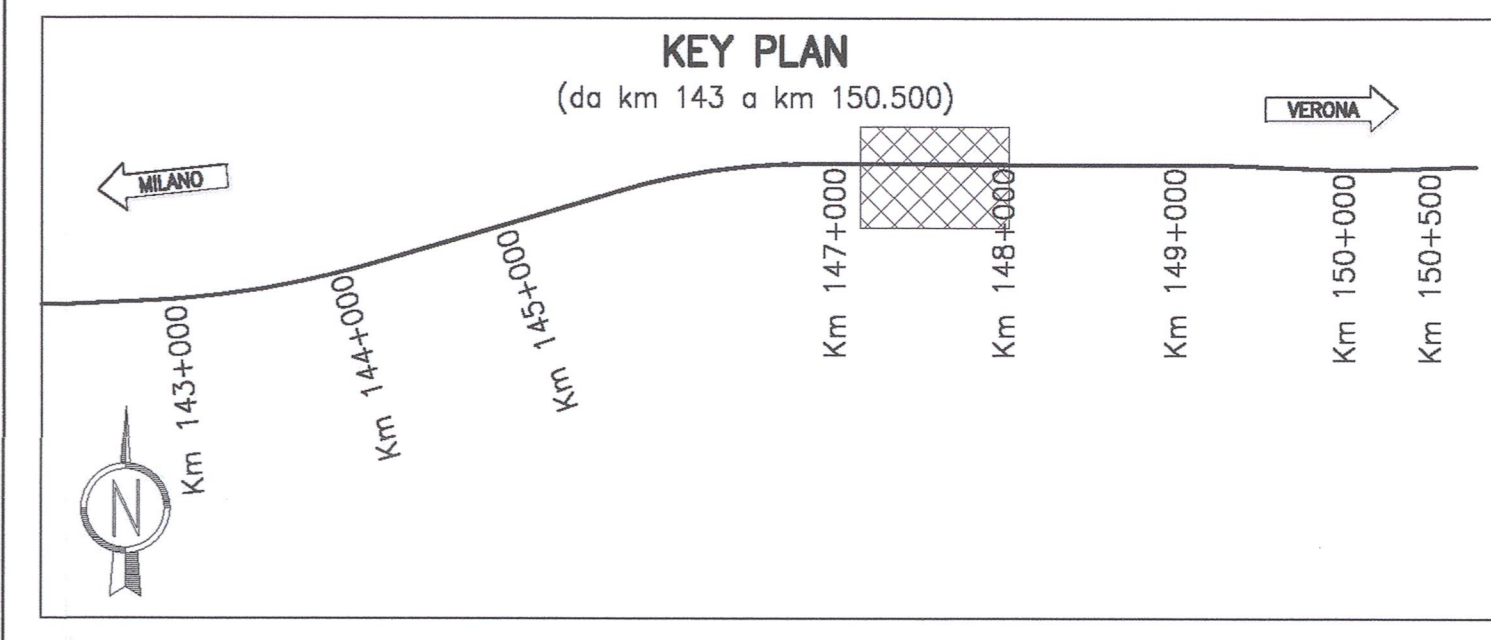 KEY PLAN
(da km 143 a km 150.500)
MILANO
VERONA
Km 143+000
Km 144+000
Km 145+000
Km 147+000
Km 148+000
Km 149+000
Km 150+000
Km 150+500
N